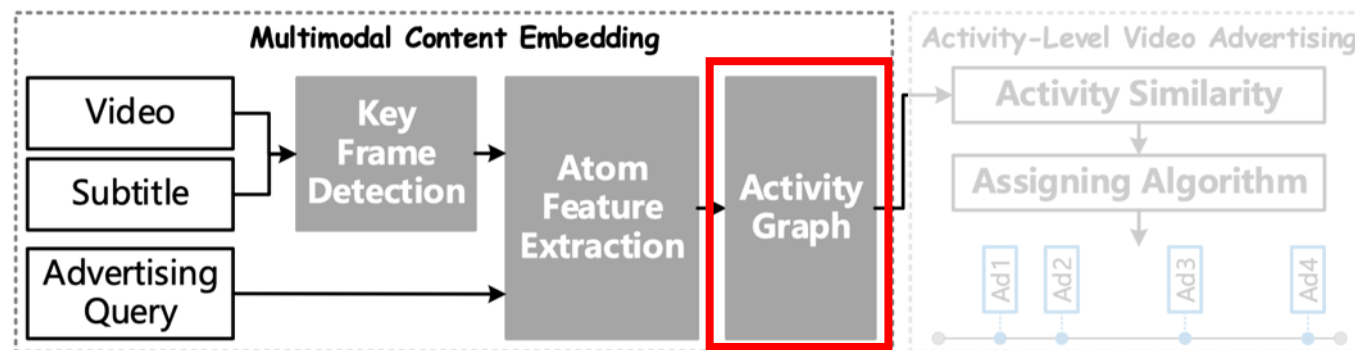 Multimodal Content Embedding
Video
Subtitle
Advertising
Query
Key
Frame
Detection
Atom
Feature
Extraction
Activity
Graph
Activity-Level Video Advertising
Activity Similarity
Assigning Algorithm
Ad1
Ad2
Ad3
Ad4